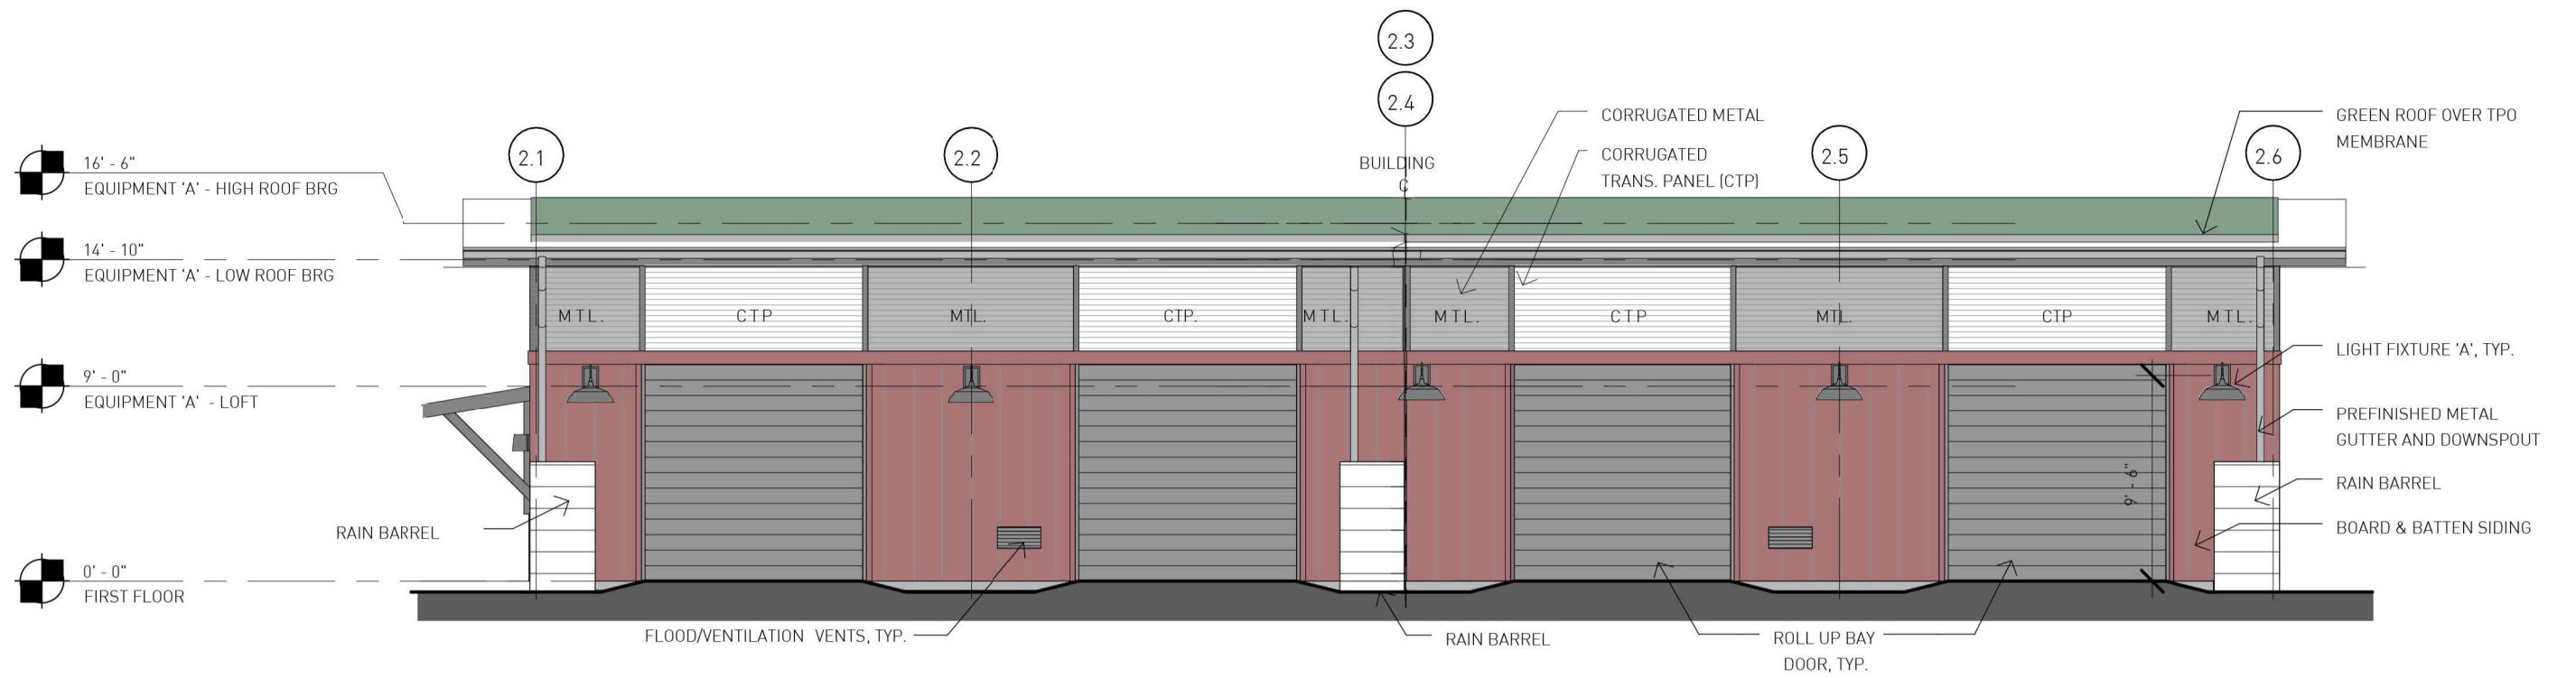 2.3
2.4
2.1
2.2
2.5
2.6
CORRUGATED METAL
CORRUGATED
TRANS. PANEL (CTP)
GREEN ROOF OVER TPO
MEMBRANE
BUILDING
C
16' - 6"
EQUIPMENT 'A' - HIGH ROOF BRG
14' - 10"
EQUIPMENT 'A' - LOW ROOF BRG
MTL.
CTP
MTL.
CTP.
MTL.
MTL.
CTP
MTL.
CTP
MTL.
9' - 0"
EQUIPMENT 'A' - LOFT
LIGHT FIXTURE 'A', TYP.
PREFINISHED METAL
GUTTER AND DOWNSPOUT
9' - 6"
RAIN BARREL
RAIN BARREL
BOARD & BATTEN SIDING
0' - 0"
FIRST FLOOR
FLOOD/VENTILATION VENTS, TYP.
RAIN BARREL
ROLL UP BAY
DOOR, TYP.